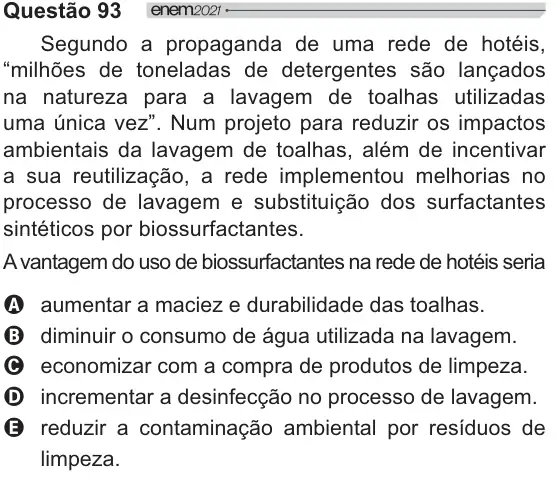 Questão 93 enem2021
Segundo a propaganda de uma rede de hotéis,
“milhões de toneladas de detergentes são lançados
na natureza para a lavagem de toalhas utilizadas
uma única vez”. Num projeto para reduzir os impactos
ambientais da lavagem de toalhas, além de incentivar
a sua reutilização, a rede implementou melhorias no
processo de lavagem e substituição dos surfactantes
sintéticos por biossurfactantes.
A vantagem do uso de biossurfactantes na rede de hotéis seria
A aumentar a maciez e durabilidade das toalhas.
B diminuir o consumo de água utilizada na lavagem.
C economizar com a compra de produtos de limpeza.
D incrementar a desinfecção no processo de lavagem.
E reduzir a contaminação ambiental por resíduos de
limpeza.